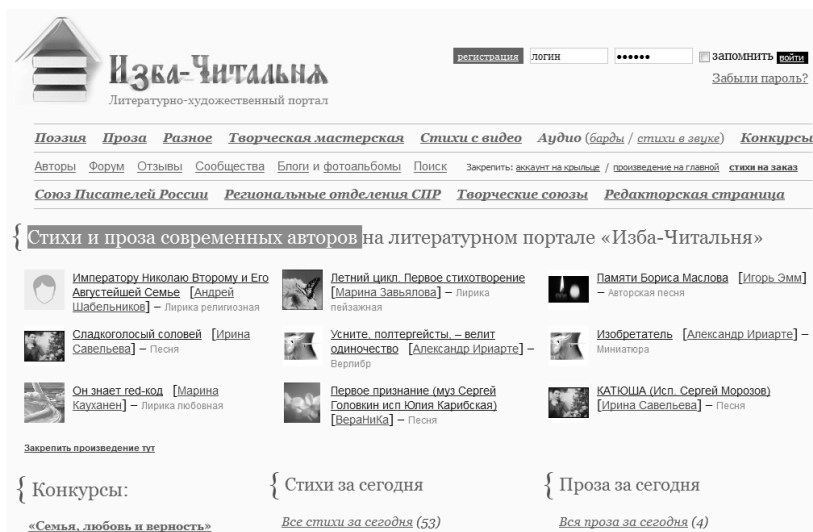 Изба-Читальня
Литературно-художественный портал
регистрация логин •••••• запомнить войти
Забыли пароль?
Поэзия Проза Разное Творческая мастерская Стихи с видео Аудио (барды / стихи в звуке) Конкурсы
Авторы Форум Отзывы Сообщества Блоги и фотоальбомы Поиск Закрепить: аккаунт на крыльце / произведение на главной стихи на заказ
Союз Писателей России Региональные отделения СПР Творческие союзы Редакторская страница
{ Стихи и проза современных авторов на литературном портале «Изба-Читальня»
Императору Николаю Второму и Его
Августейшей Семье [Андрей
Шабельников] – Лирика религиозная
Летний цикл. Первое стихотворение
[Марина Завьялова] – Лирика
пейзажная
Памяти Бориса Маслова [Игорь Эмм]
– Авторская песня
Сладкоголосый соловей [Ирина
Савельева] – Песня
Усните, полтергейсты, – велит
одиночество [Александр Ириарте] –
Верлибр
Изобретатель [Александр Ириарте] –
Миниатюра
Он знает red-код [Марина
Кауханен] – Лирика любовная
Первое признание (муз Сергей
Головкин исп Юлия Карибская)
[ВераНиКа] – Песня
КАТЮША (Исп. Сергей Морозов)
[Ирина Савельева] – Песня
Закрепить произведение тут
{ Конкурсы:
«Семья, любовь и верность»
{ Стихи за сегодня
Все стихи за сегодня (53)
{ Проза за сегодня
Вся проза за сегодня (4)